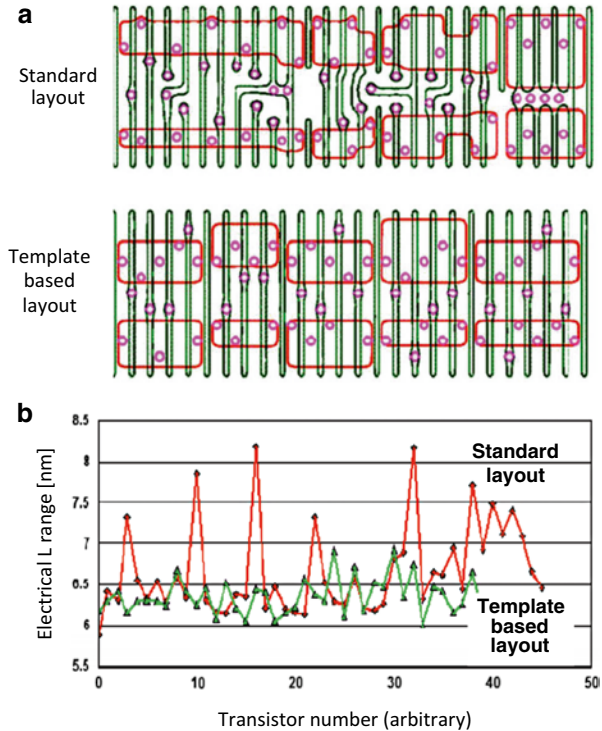 a
Standard
layout
Template
based
layout
b
8.5
8
7.5
7
6.5
6
5.5
Electrical L range [nm]
Standard
layout
Template
based
layout
0
10
20
30
40
50
Transistor number (arbitrary)